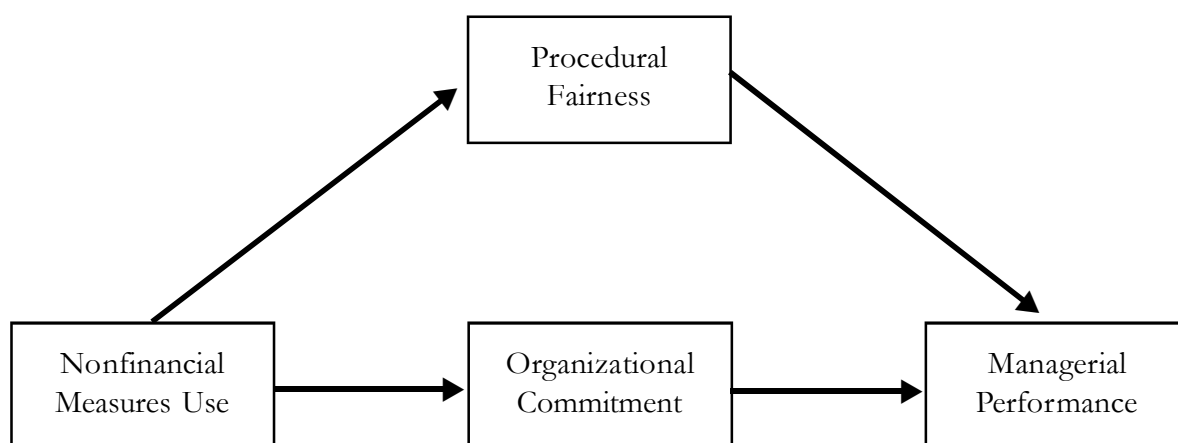 Procedural
Fairness
Nonfinancial
Measures Use
Organizational
Commitment
Managerial
Performance